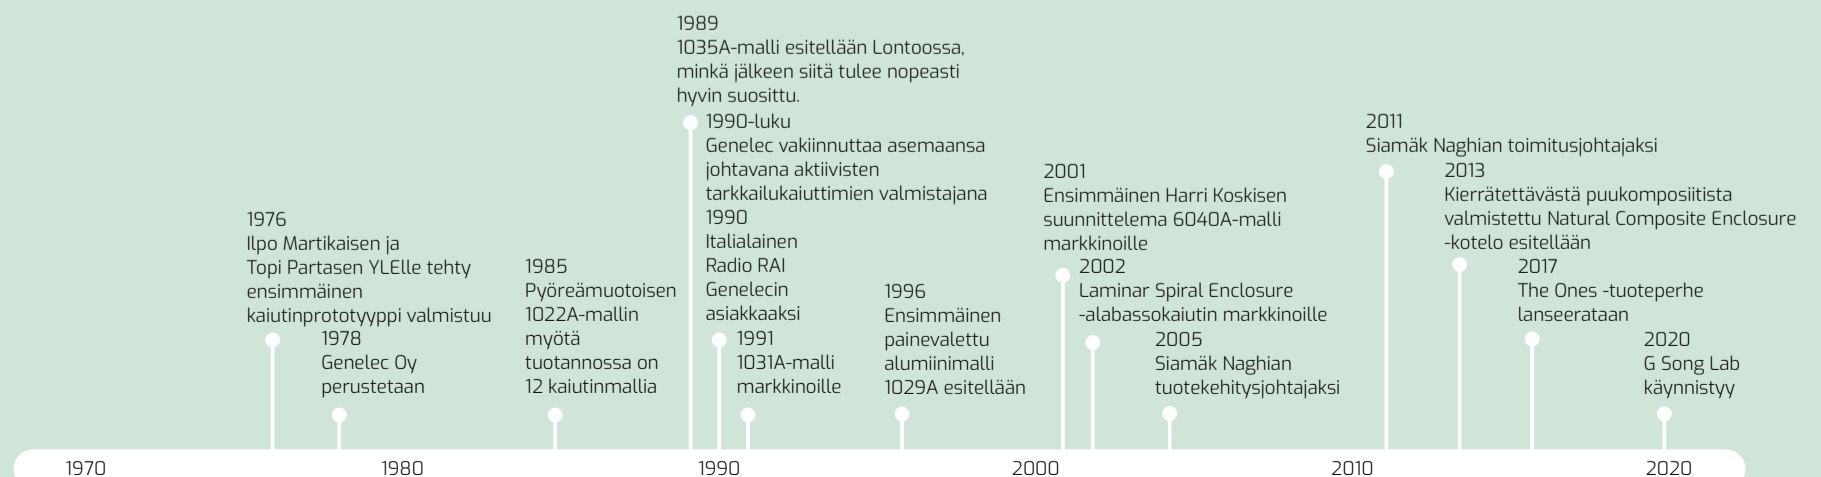 1989
1035A-malli esitellään Lontoossa,
minkä jälkeen siitä tulee nopeasti
hyvin suosittu.
1990-luku
Genelec vakiinnuttaa asemaansa
johtavana aktiivisten
tarkkailukaiuttimien valmistajana
1990
Italialainen
Radio RAI
Genelecin
asiakkaaksi
1976
Ilpo Martikaisen ja
Topi Partasen YLElle tehty
ensimmäinen
kaiutinprototyyppi valmistuu
1978
Genelec Oy
perustetaan
1985
Pyöreämuotoisen
1022A-mallin
myötä
tuotannossa on
12 kaiutinmallia
1991
1031A-malli
markkinoille
1996
Ensimmäinen
painevalettu
alumiinimalli
1029A esitellään
2001
Ensimmäinen Harri Koskisen
suunnittelema 6040A-malli
markkinoille
2002
Laminar Spiral Enclosure
-alabassokaiutin markkinoille
2005
Siamäk Naghian
tuotekehitysjohtajaksi
2011
Siamäk Naghian toimitusjohtajaksi
2013
Kierrätettävästä puukomposiitista
valmistettu Natural Composite Enclosure
-kotelo esitellään
2017
The Ones -tuoteperhe
lanseerataan
2020
G Song Lab
käynnistyy
1970
1980
1990
2000
2010
2020